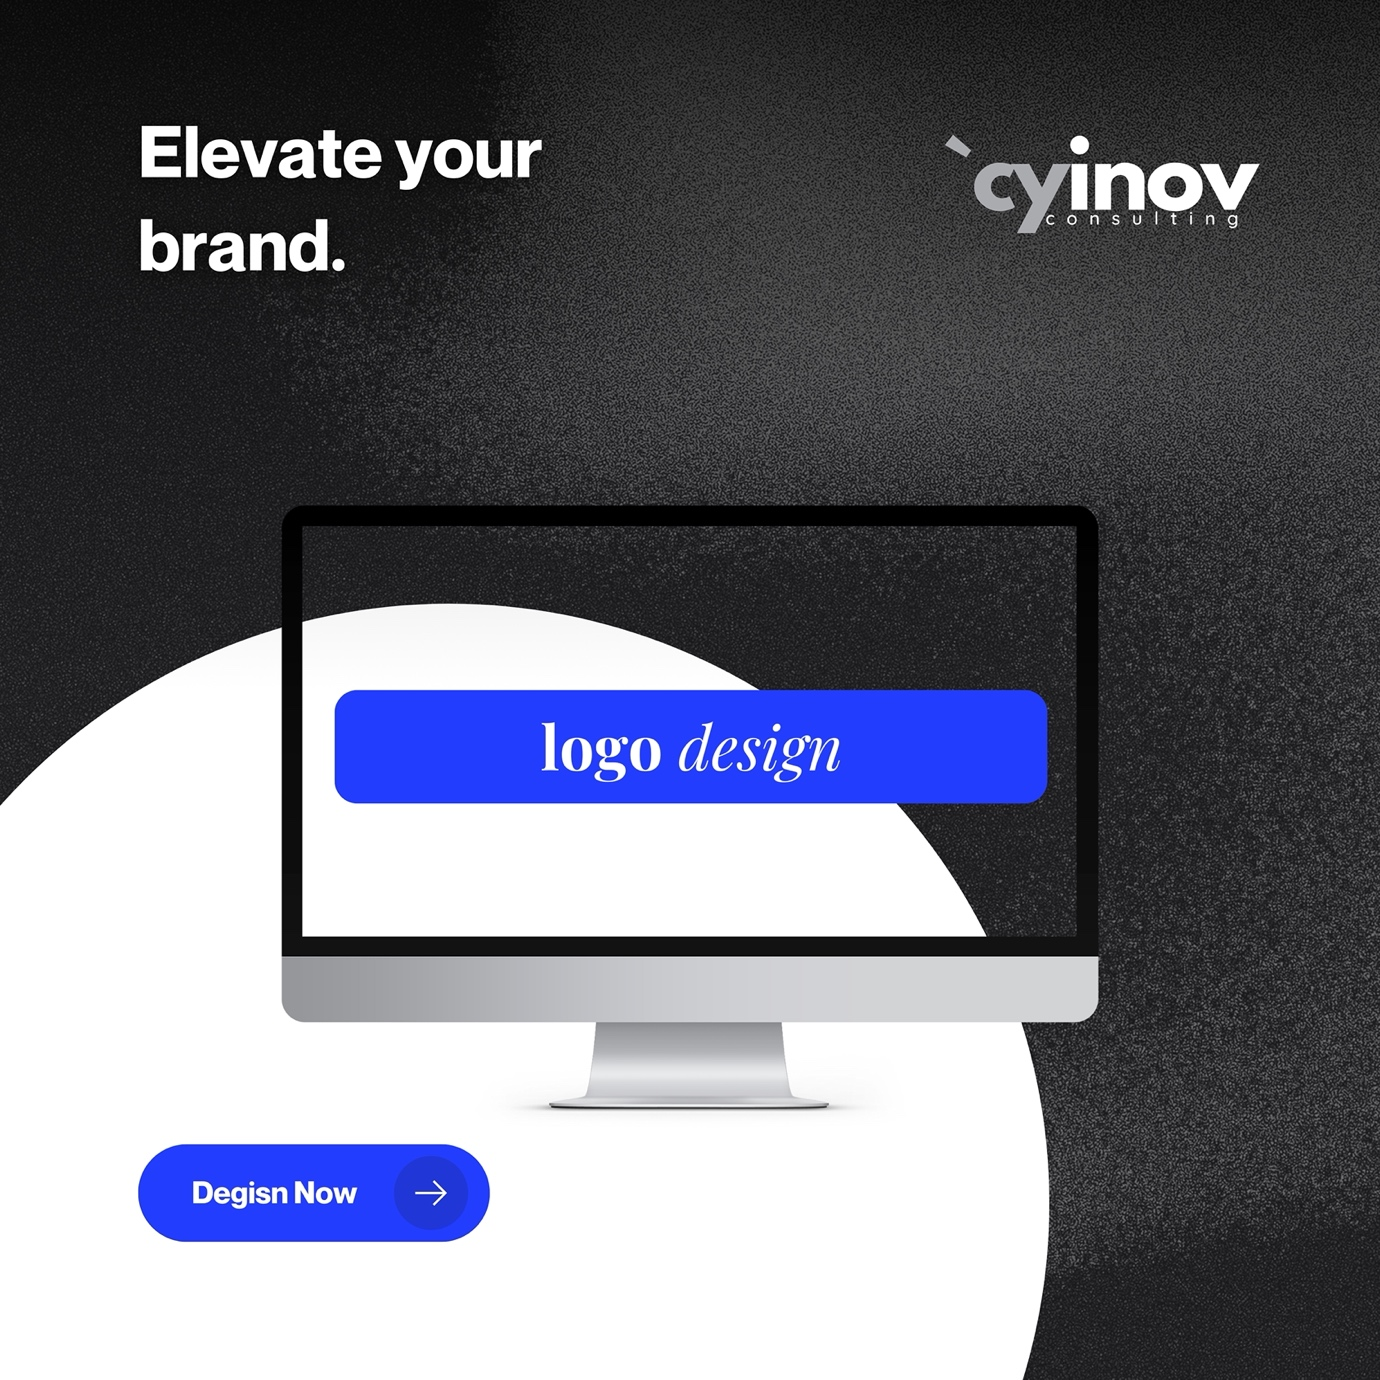 Elevate your
brand.
cyinov
consulting
logo design
Degisn Now